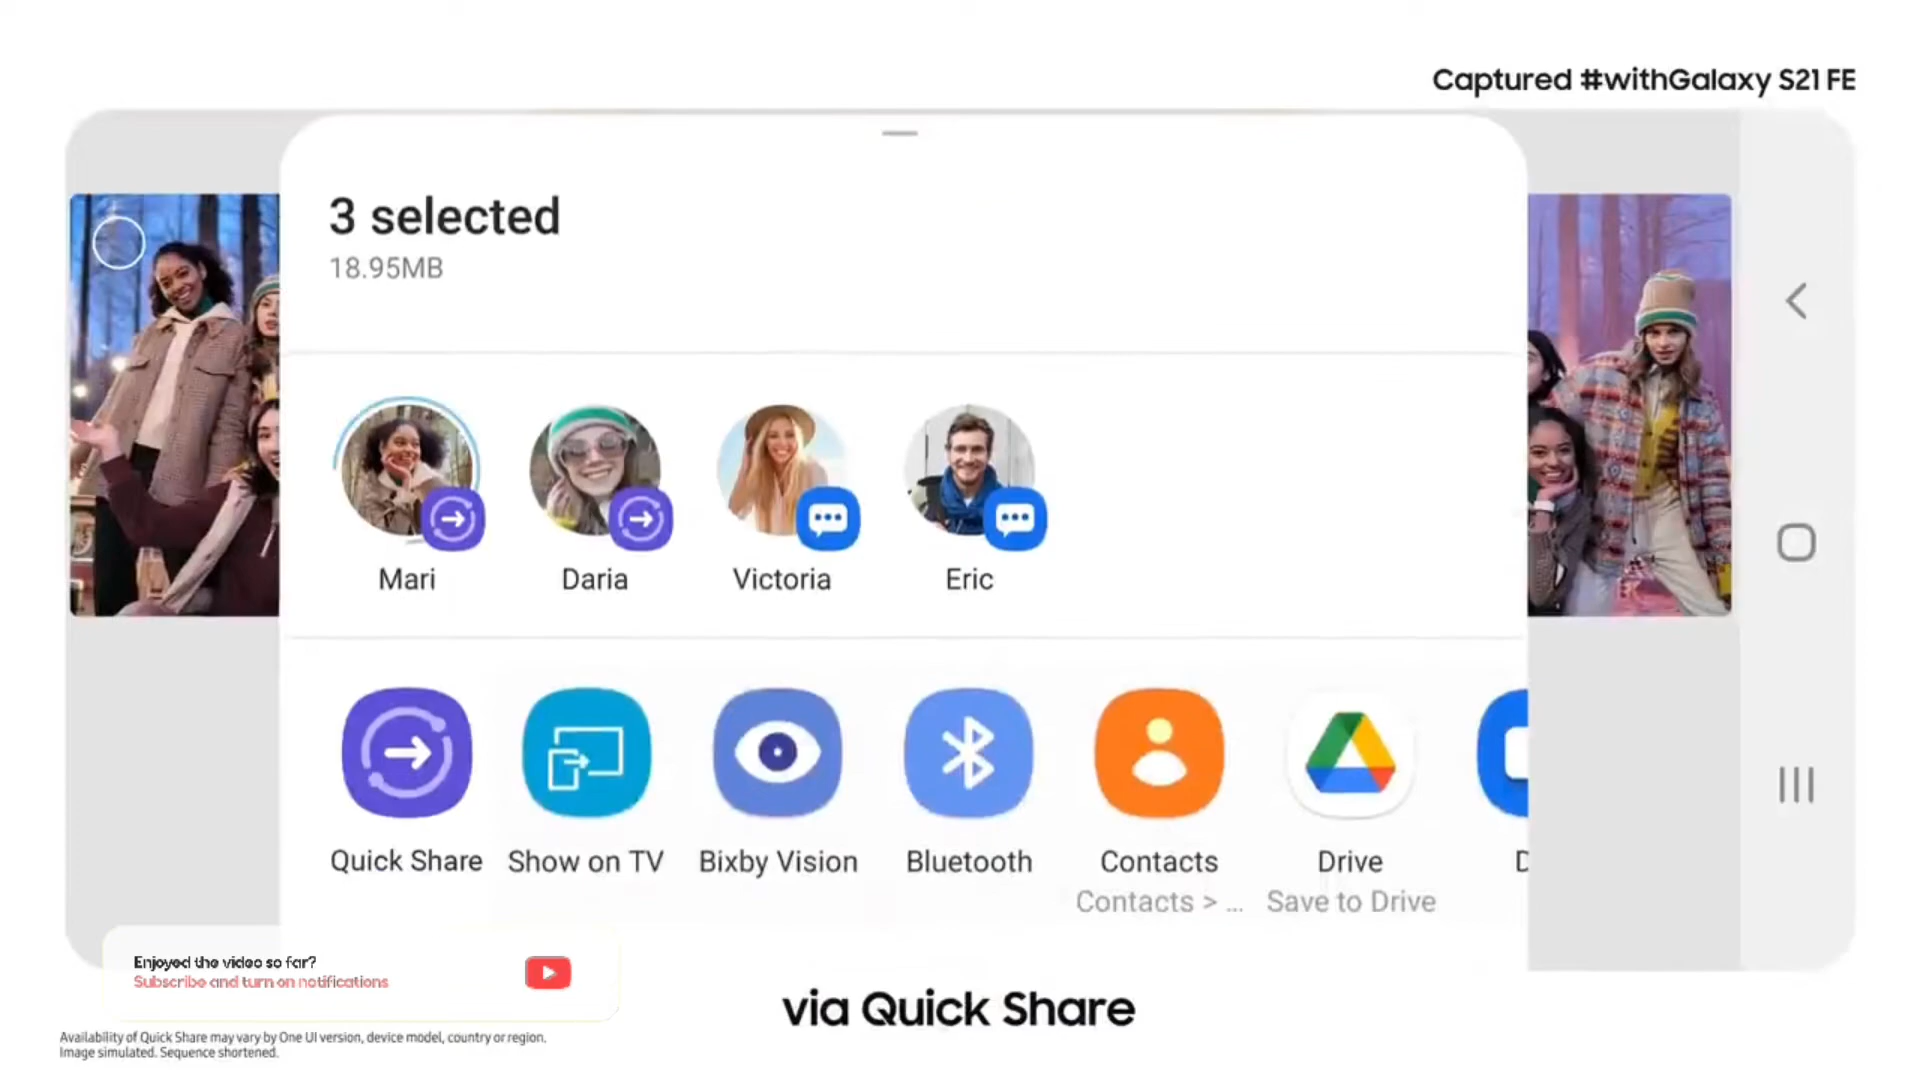 Captured #withGalaxy S21 FE
3 selected
18.95MB
Mari
Daria
Victoria
Eric
Quick Share
Show on TV
Bixby Vision
Bluetooth
Contacts
Contacts > ...
Drive
Save to Drive
Enjoyed the video so far?
Subscribe and turn on notifications
via Quick Share
Availability of Quick Share may vary by One UI version, device model, country or region.
Image simulated. Sequence shortened.